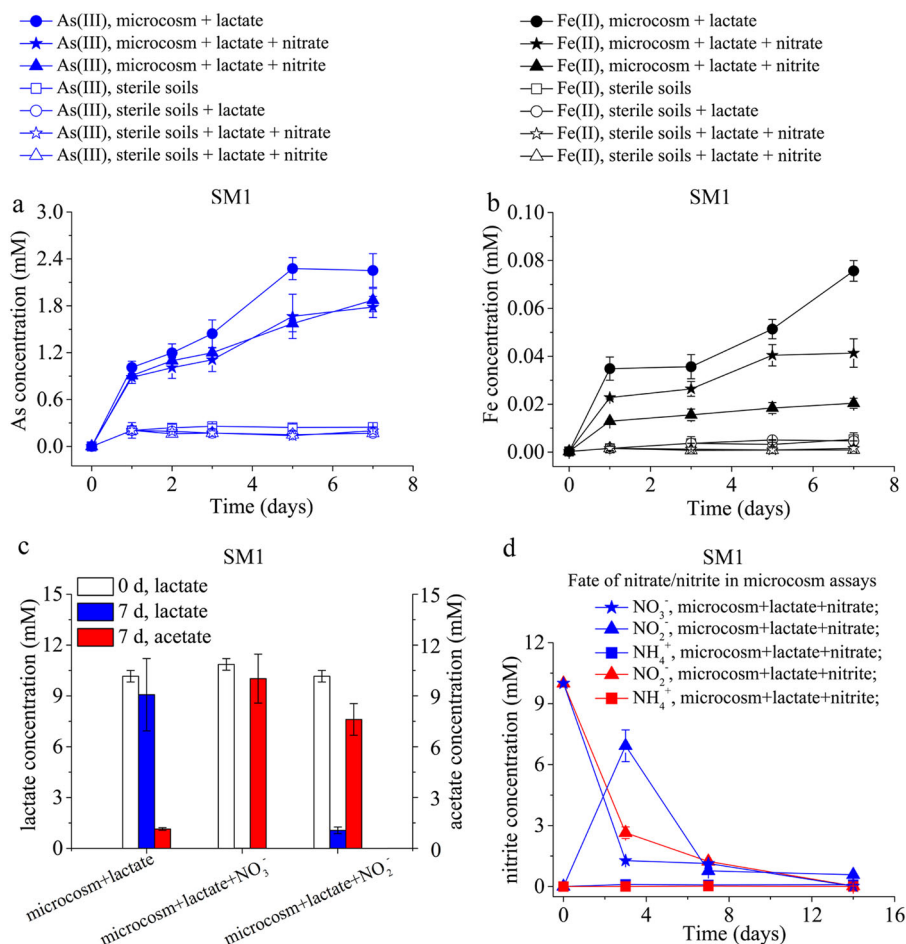 As(III), microcosm + lactate
As(III), microcosm + lactate + nitrate
As(III), microcosm + lactate + nitrite
As(III), sterile soils
As(III), sterile soils + lactate
As(III), sterile soils + lactate + nitrate
As(III), sterile soils + lactate + nitrite
Fe(II), microcosm + lactate
Fe(II), microcosm + lactate + nitrate
Fe(II), microcosm + lactate + nitrite
Fe(II), sterile soils
Fe(II), sterile soils + lactate
Fe(II), sterile soils + lactate + nitrate
Fe(II), sterile soils + lactate + nitrite
a
SM1
As concentration (mM)
3.0
2.4
1.8
1.2
0.6
0.0
0 2 4 6 8
Time (days)
b
SM1
Fe concentration (mM)
0.10
0.08
0.06
0.04
0.02
0.00
0 2 4 6 8
Time (days)
c
SM1
0 d, lactate
7 d, lactate
7 d, acetate
lactate concentration (mM)
15
12
9
6
3
0
acetate concentration (mM)
15
12
9
6
3
0
microcosm+lactate
microcosm+lactate+NO₃⁻
microcosm+lactate+NO₂⁻
d
SM1
Fate of nitrate/nitrite in microcosm assays
NO₃⁻, microcosm+lactate+nitrate;
NO₂⁻, microcosm+lactate+nitrate;
NH₄⁺, microcosm+lactate+nitrate;
NO₂⁻, microcosm+lactate+nitrite;
NH₄⁺, microcosm+lactate+nitrite;
nitrite concentration (mM)
12
9
6
3
0
0 4 8 12 16
Time (days)